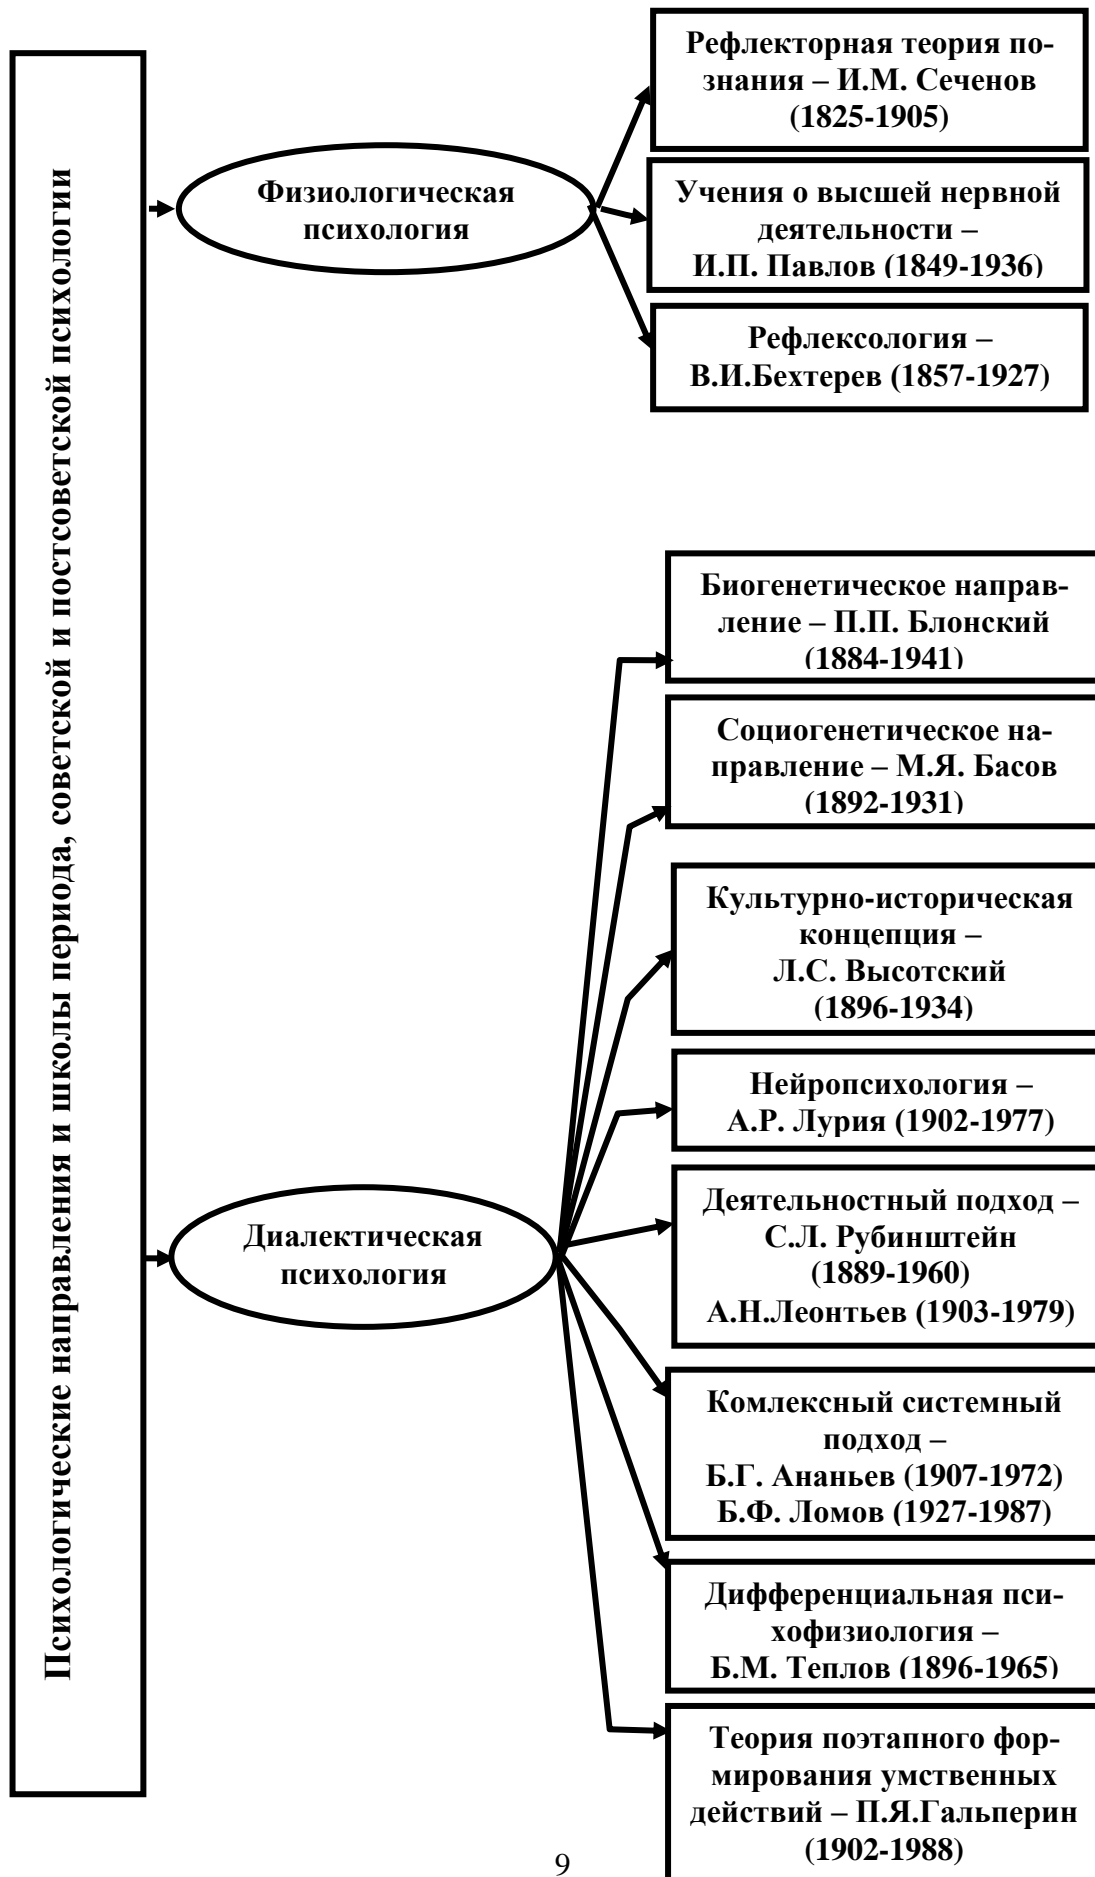 Психологические направления и школы периода, советской и постсоветской психологии
Физиологическая
психология
Рефлекторная теория по-
знания – И.М. Сеченов
(1825-1905)
Учения о высшей нервной
деятельности –
И.П. Павлов (1849-1936)
Рефлексология –
В.И.Бехтерев (1857-1927)
Диалектическая
психология
Биогенетическое направ-
ление – П.П. Блонский
(1884-1941)
Социогенетическое на-
правление – М.Я. Басов
(1892-1931)
Культурно-историческая
концепция –
Л.С. Высотский
(1896-1934)
Нейропсихология –
А.Р. Лурия (1902-1977)
Деятельностный подход –
С.Л. Рубинштейн
(1889-1960)
А.Н.Леонтьев (1903-1979)
Комлексный системный
подход –
Б.Г. Ананьев (1907-1972)
Б.Ф. Ломов (1927-1987)
Дифференциальная пси-
хофизиология –
Б.М. Теплов (1896-1965)
Теория поэтапного фор-
мирования умственных
действий – П.Я.Гальперин
(1902-1988)
9